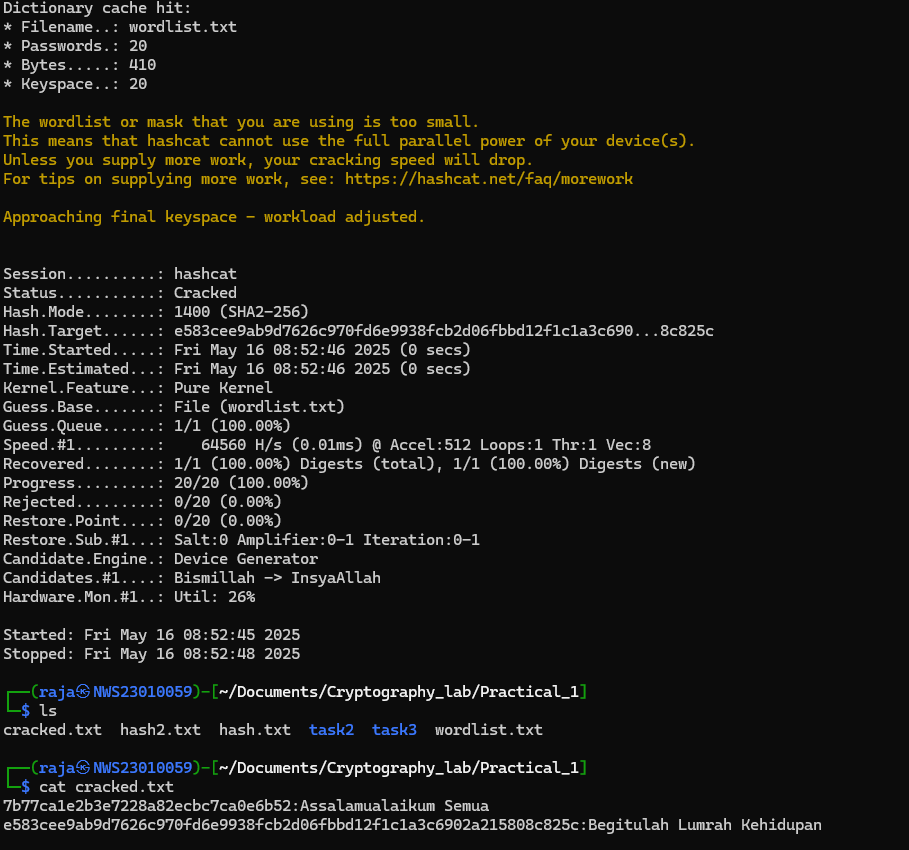 Dictionary cache hit:
* Filename..: wordlist.txt
* Passwords.: 20
* Bytes.....: 410
* Keyspace..: 20
The wordlist or mask that you are using is too small.
This means that hashcat cannot use the full parallel power of your device(s).
Unless you supply more work, your cracking speed will drop.
For tips on supplying more work, see: https://hashcat.net/faq/morework
Approaching final keyspace - workload adjusted.
Session..........: hashcat
Status...........: Cracked
Hash.Mode........: 1400 (SHA2-256)
Hash.Target......: e583cee9ab9d7626c970fd6e9938fcb2d06fbbd12f1c1a3c690...8c825c
Time.Started.....: Fri May 16 08:52:46 2025 (0 secs)
Time.Estimated...: Fri May 16 08:52:46 2025 (0 secs)
Kernel.Feature...: Pure Kernel
Guess.Base.......: File (wordlist.txt)
Guess.Queue......: 1/1 (100.00%)
Speed.#1.........:    64560 H/s (0.01ms) @ Accel:512 Loops:1 Thr:1 Vec:8
Recovered........: 1/1 (100.00%) Digests (total), 1/1 (100.00%) Digests (new)
Progress.........: 20/20 (100.00%)
Rejected.........: 0/20 (0.00%)
Restore.Point....: 0/20 (0.00%)
Restore.Sub.#1...: Salt:0 Amplifier:0-1 Iteration:0-1
Candidate.Engine.: Device Generator
Candidates.#1....: Bismillah -> InsyaAllah
Hardware.Mon.#1..: Util: 26%
Started: Fri May 16 08:52:45 2025
Stopped: Fri May 16 08:52:48 2025
┌──(raja㉿NWS23010059)-[~/Documents/Cryptography_lab/Practical_1]
└─$ ls
cracked.txt  hash2.txt  hash.txt  task2  task3  wordlist.txt
┌──(raja㉿NWS23010059)-[~/Documents/Cryptography_lab/Practical_1]
└─$ cat cracked.txt
7b77ca1e2b3e7228a82ecbc7ca0e6b52:Assalamualaikum Semua
e583cee9ab9d7626c970fd6e9938fcb2d06fbbd12f1c1a3c6902a215808c825c:Begitulah Lumrah Kehidupan